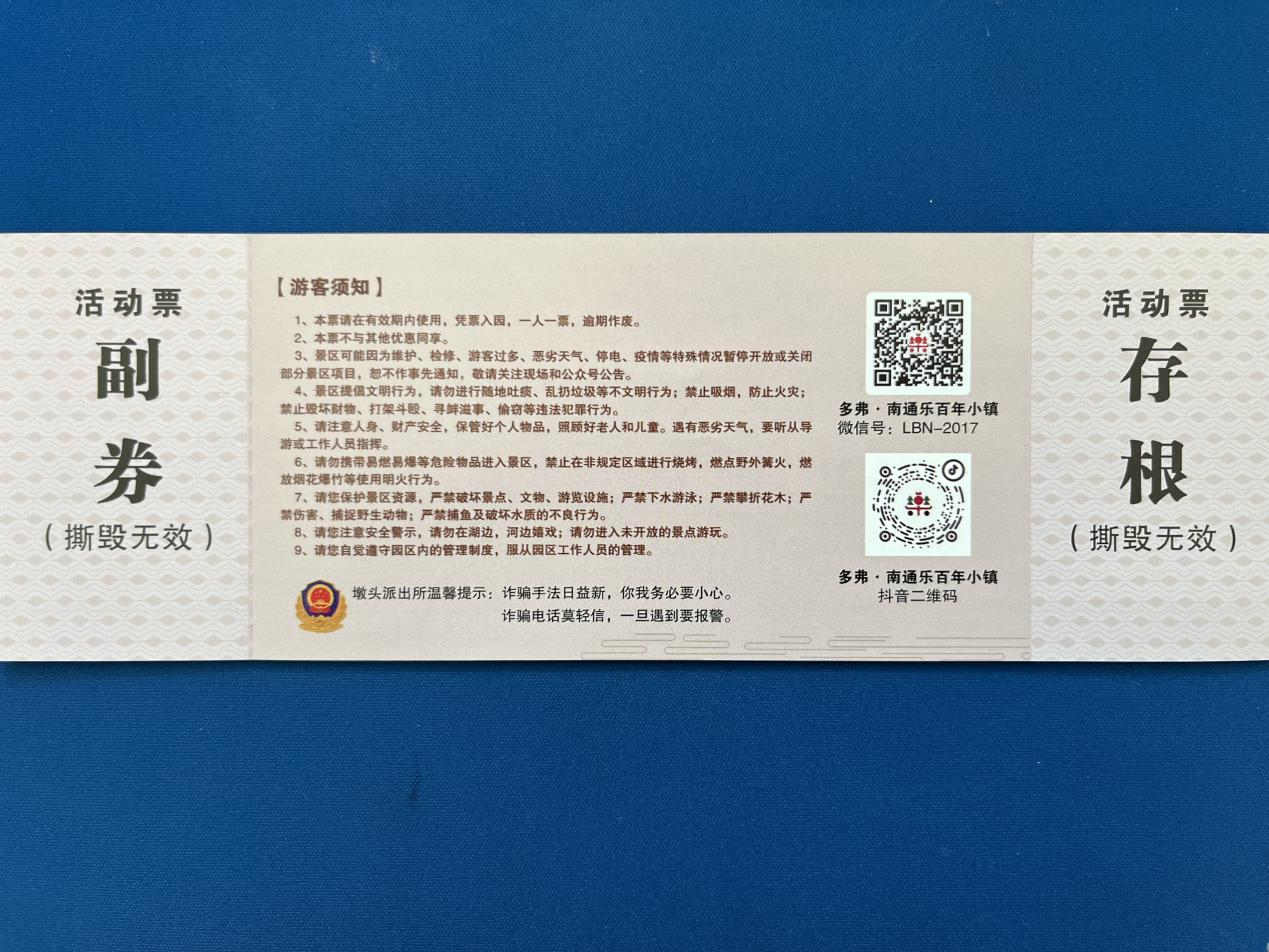 活动票
副
券
（撕毁无效）
【游客须知】
1、本票请在有效期内使用，凭票入园，一人一票，逾期作废。
2、本票不与其他优惠同享。
3、景区可能因为维护、检修、游客过多、恶劣天气、停电、疫情等特殊情况暂停开放或关闭
部分景区项目，恕不作事先通知，敬请关注现场和公众号公告。
4、景区提倡文明行为，请勿进行随地吐痰、乱扔垃圾等不文明行为；禁止吸烟，防止火灾；
禁止毁坏财物、打架斗殴、寻衅滋事、偷窃等违法犯罪行为。
5、请注意人身、财产安全，保管好个人物品，照顾好老人和儿童。遇有恶劣天气，要听从导
游或工作人员指挥。
6、请勿携带易燃易爆等危险物品进入景区，禁止在非规定区域进行烧烤，燃点野外篝火，燃
放烟花爆竹等使用明火行为。
7、请您保护景区资源，严禁破坏景点、文物、游览设施；严禁下水游泳；严禁攀折花木；严
禁伤害、捕捉野生动物；严禁捕鱼及破坏水质的不良行为。
8、请您注意安全警示，请勿在湖边，河边嬉戏；请勿进入未开放的景点游玩。
9、请您自觉遵守园区内的管理制度，服从园区工作人员的管理。
墩头派出所温馨提示：诈骗手法日益新，你我务必要小心。
诈骗电话莫轻信，一旦遇到要报警。
多弗·南通乐百年小镇
微信号：LBN-2017
多弗·南通乐百年小镇
抖音二维码
活动票
存
根
（撕毁无效）